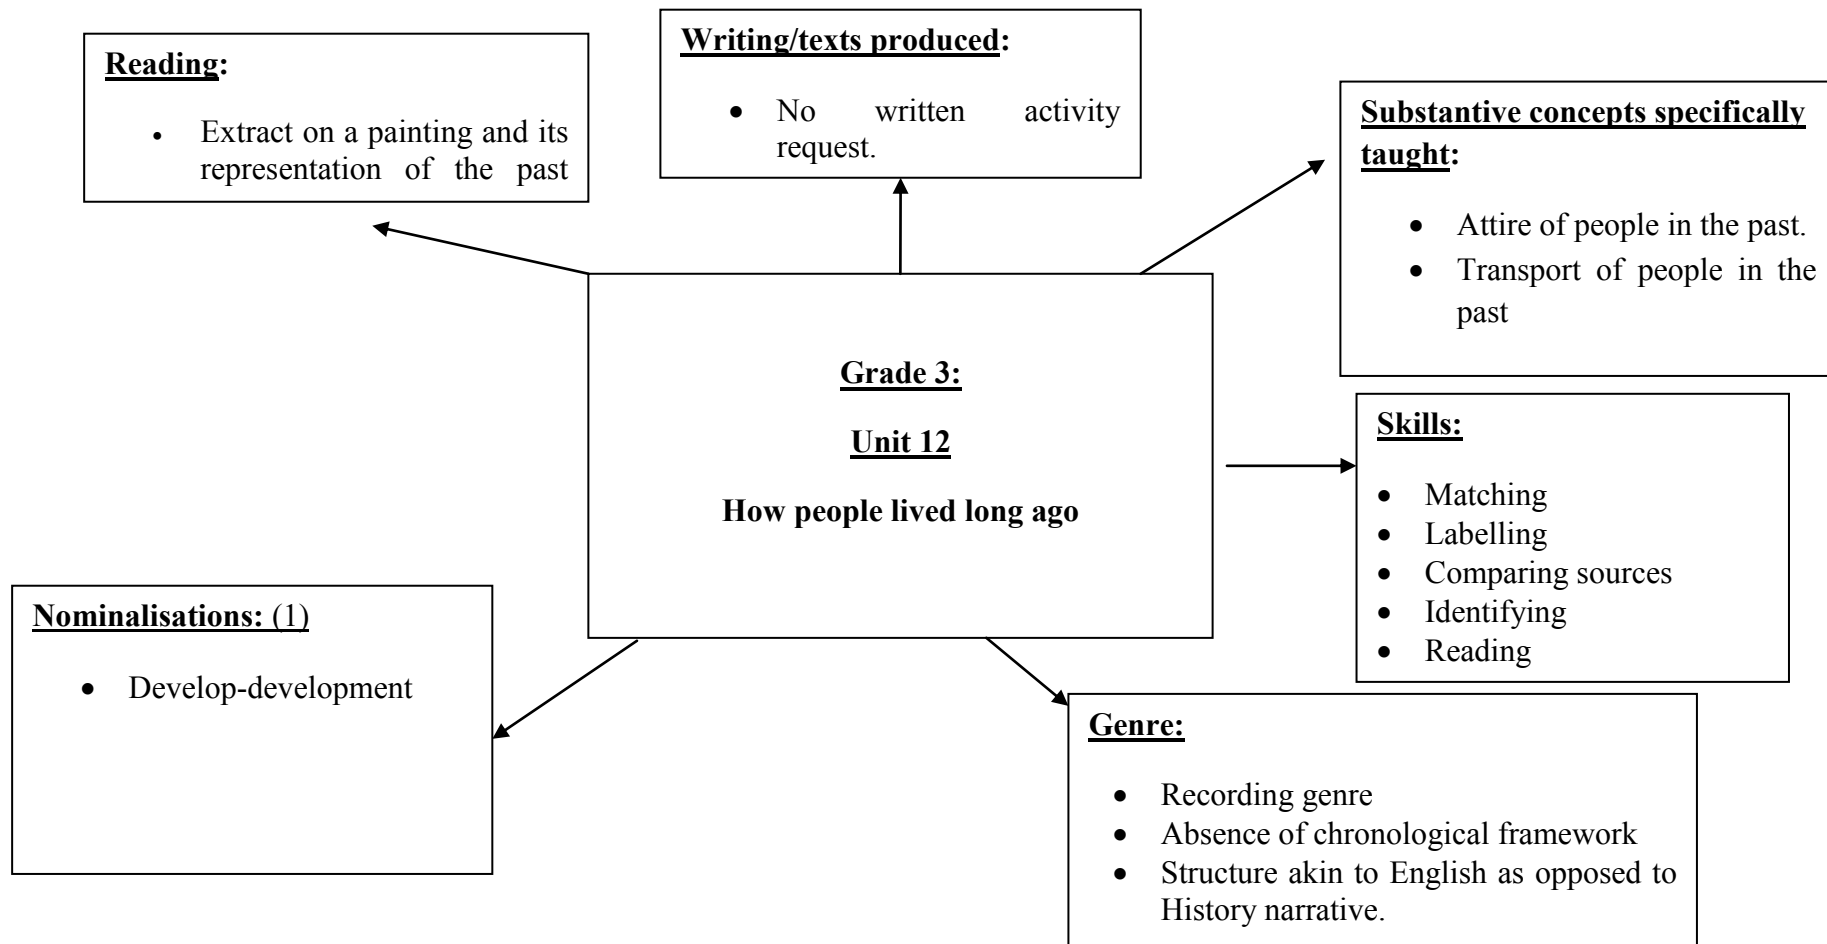 Reading:
• Extract on a painting and its
representation of the past
Writing/texts produced:
• No written activity
request.
Substantive concepts specifically
taught:
• Attire of people in the past.
• Transport of people in the
past
Grade 3:
Unit 12
How people lived long ago
Skills:
• Matching
• Labelling
• Comparing sources
• Identifying
• Reading
Nominalisations: (1)
• Develop-development
Genre:
• Recording genre
• Absence of chronological framework
• Structure akin to English as opposed to
History narrative.